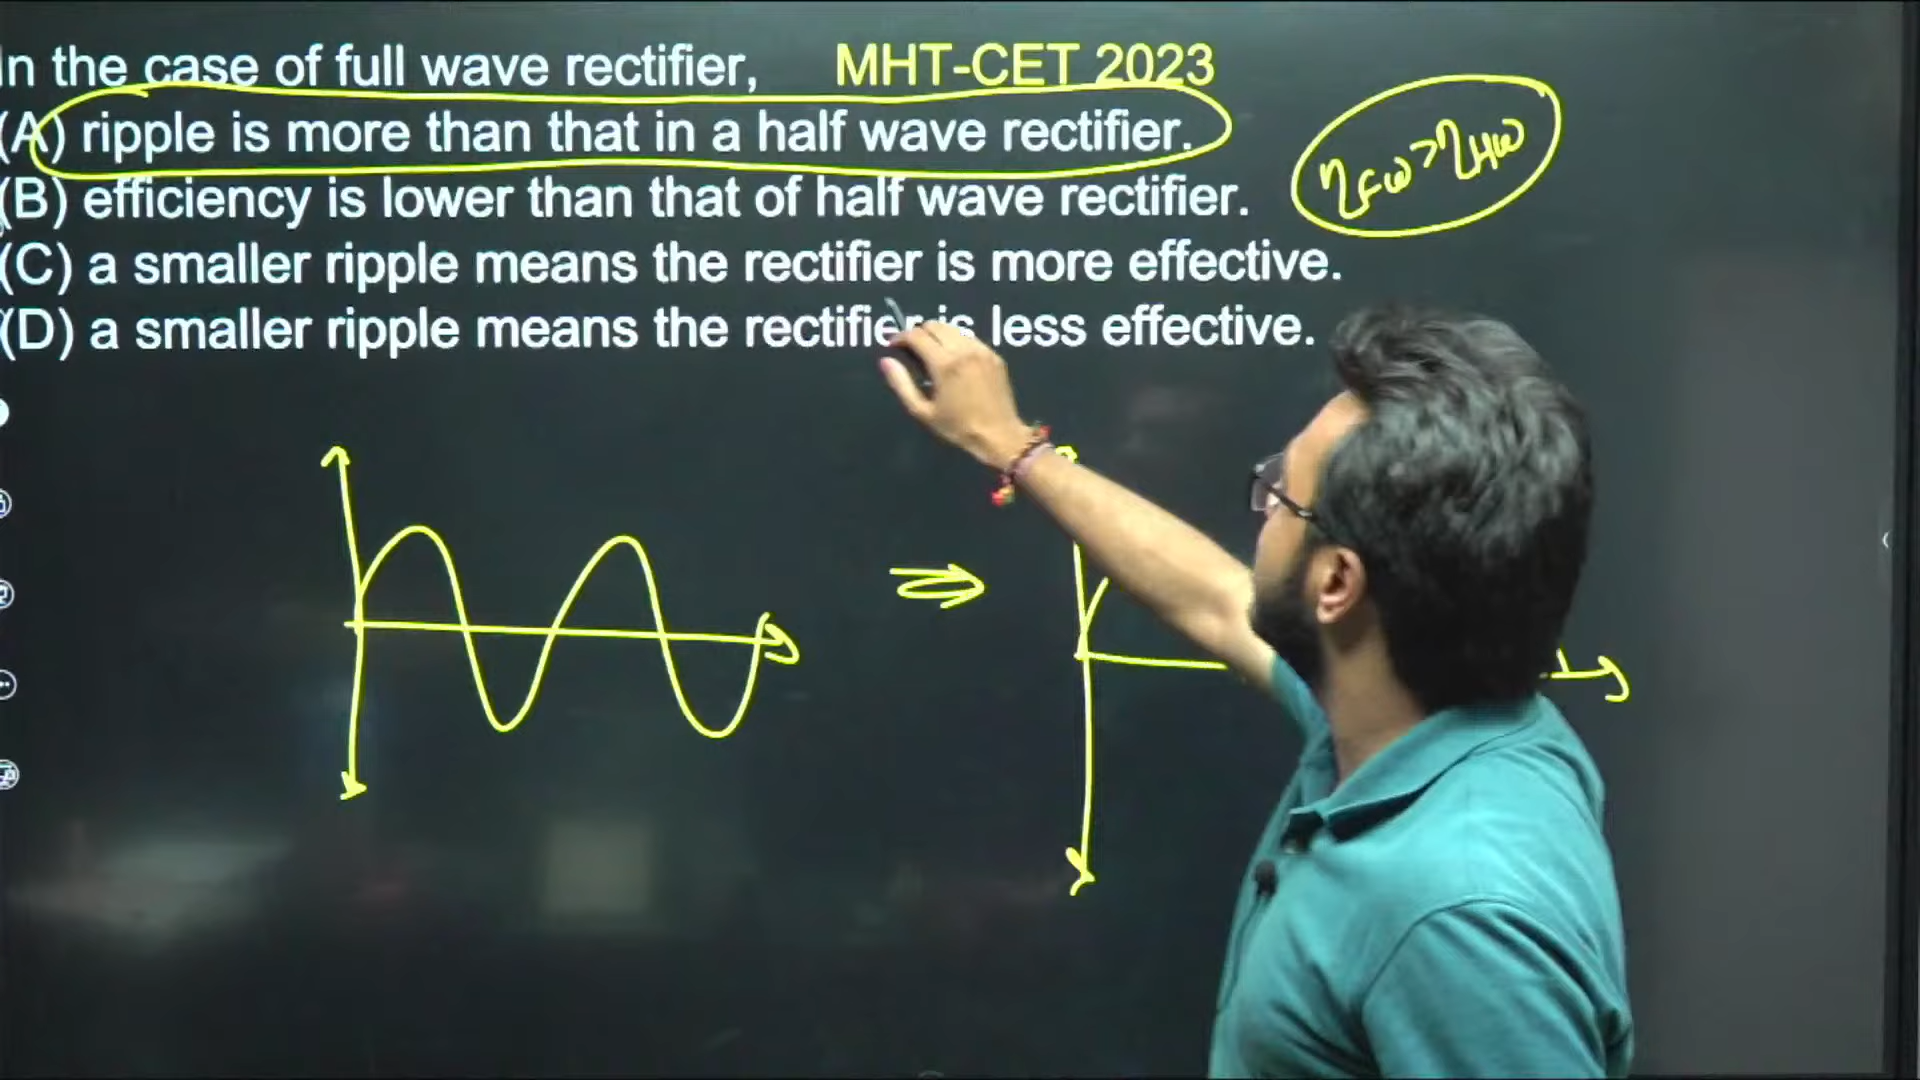 In the case of full wave rectifier, MHT-CET 2023
(A) ripple is more than that in a half wave rectifier.
(B) efficiency is lower than that of half wave rectifier.
ηFW>ηHW
(C) a smaller ripple means the rectifier is more effective.
(D) a smaller ripple means the rectifier is less effective.